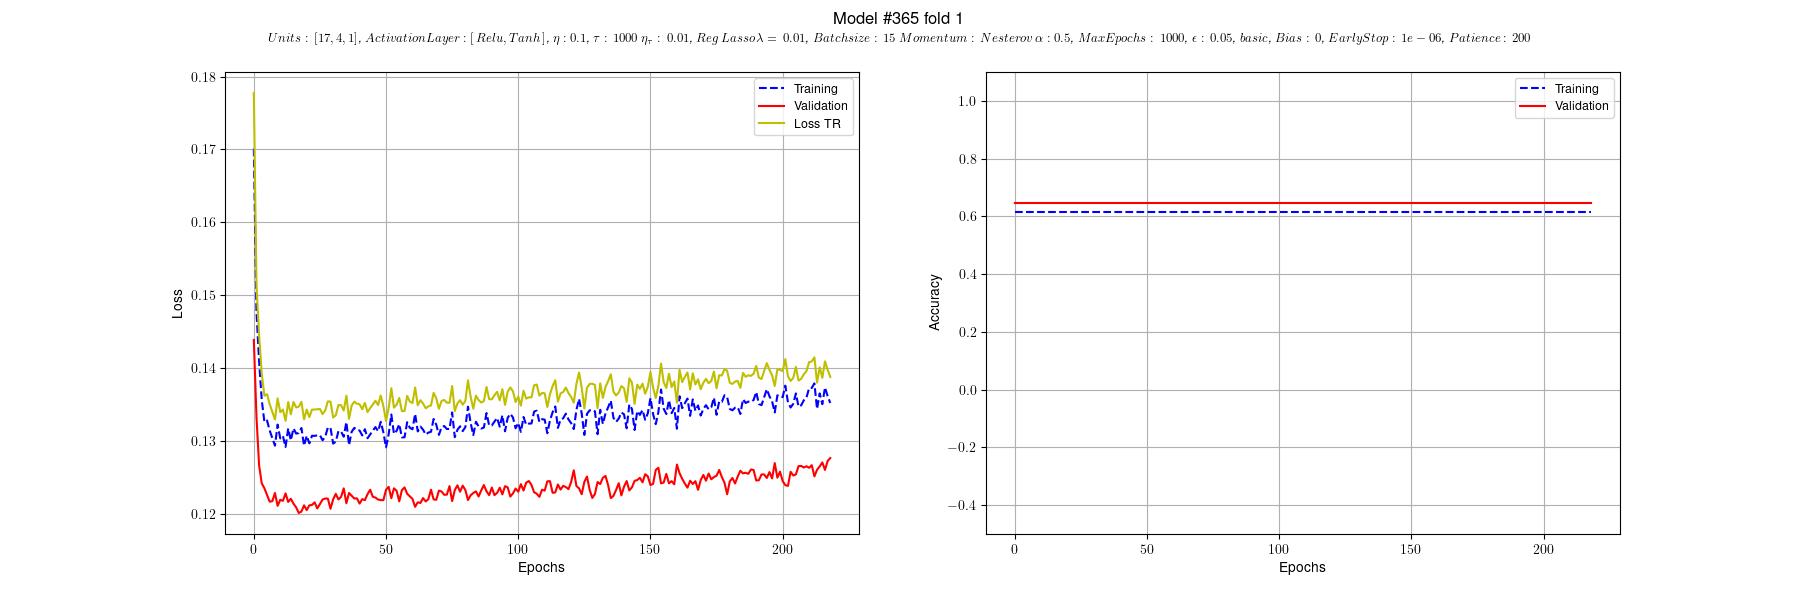 Model #365 fold 1
Units : [17, 4, 1], ActivationLayer : [ Relu, Tanh ], η : 0.1, τ : 1000 ητ : 0.01, Reg Lasso λ = 0.01, Batchsize : 15 Momentum : Nesterov α : 0.5, MaxEpochs : 1000, ϵ : 0.05, basic, Bias : 0, EarlyStop : 1e − 06, Patience : 200
Loss
0.18
0.17
0.16
0.15
0.14
0.13
0.12
0 50 100 150 200
Epochs
Training
Validation
Loss TR
Accuracy
1.0
0.8
0.6
0.4
0.2
0.0
−0.2
−0.4
0 50 100 150 200
Epochs
Training
Validation